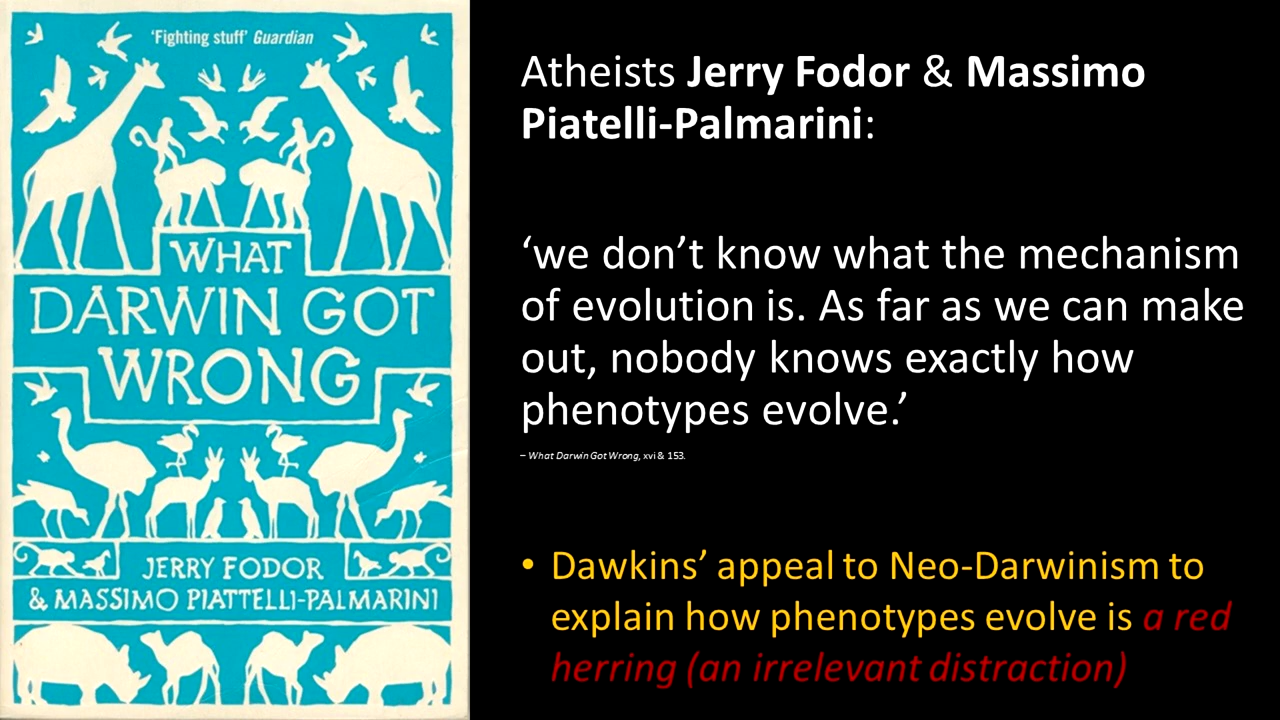 ‘Fighting stuff’ Guardian
WHAT
DARWIN GOT
WRONG
JERRY FODOR
& MASSIMO PIATTELLI-PALMARINI
Atheists Jerry Fodor & Massimo
Piatelli-Palmarini:
‘we don’t know what the mechanism
of evolution is. As far as we can make
out, nobody knows exactly how
phenotypes evolve.’
– What Darwin Got Wrong, xvi & 153.
• Dawkins’ appeal to Neo-Darwinism to
explain how phenotypes evolve is a red
herring (an irrelevant distraction)